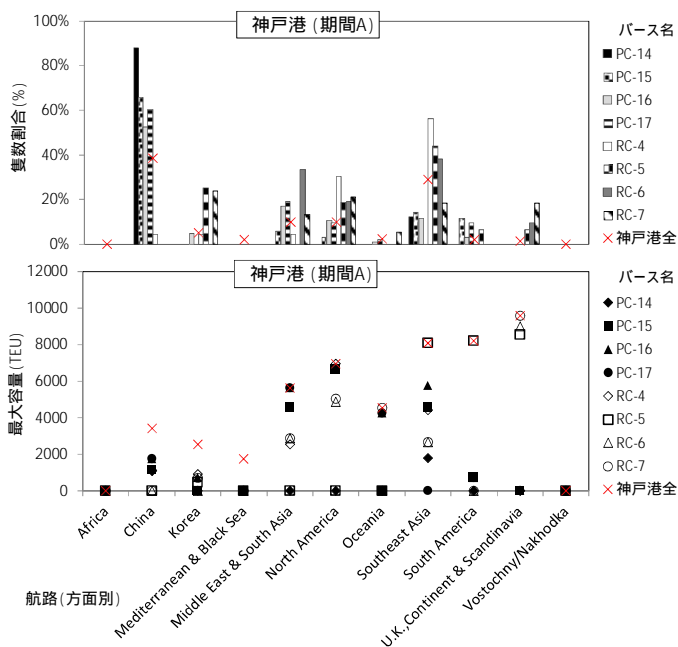 神戸港 (期間A)
隻数割合(%)
100%
80%
60%
40%
20%
0%
バース名
PC-14
PC-15
PC-16
PC-17
RC-4
RC-5
RC-6
RC-7
神戸港全
神戸港 (期間A)
最大容量(TEU)
12000
10000
8000
6000
4000
2000
0
バース名
PC-14
PC-15
PC-16
PC-17
RC-4
RC-5
RC-6
RC-7
神戸港全
Africa
China
Korea
Mediterranean & Black Sea
Middle East & South Asia
North America
Oceania
Southeast Asia
South America
U.K.,Continent & Scandinavia
Vostochny/Nakhodka
航路(方面別)